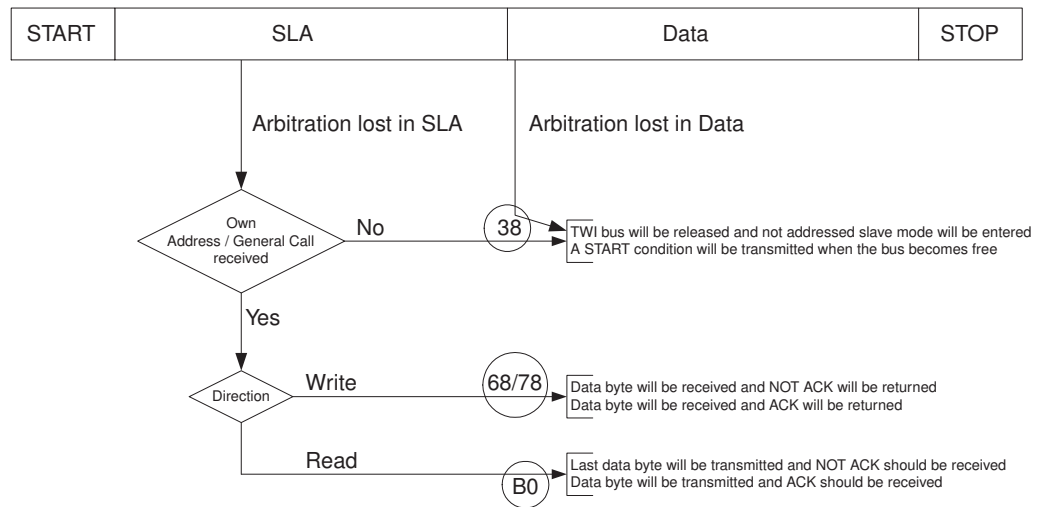 START SLA Data STOP
Arbitration lost in SLA Arbitration lost in Data
Own
Address / General Call
received
No
38
TWI bus will be released and not addressed slave mode will be entered
A START condition will be transmitted when the bus becomes free
Yes
Direction
Write
68/78
Data byte will be received and NOT ACK will be returned
Data byte will be received and ACK will be returned
Read
B0
Last data byte will be transmitted and NOT ACK should be received
Data byte will be transmitted and ACK should be received